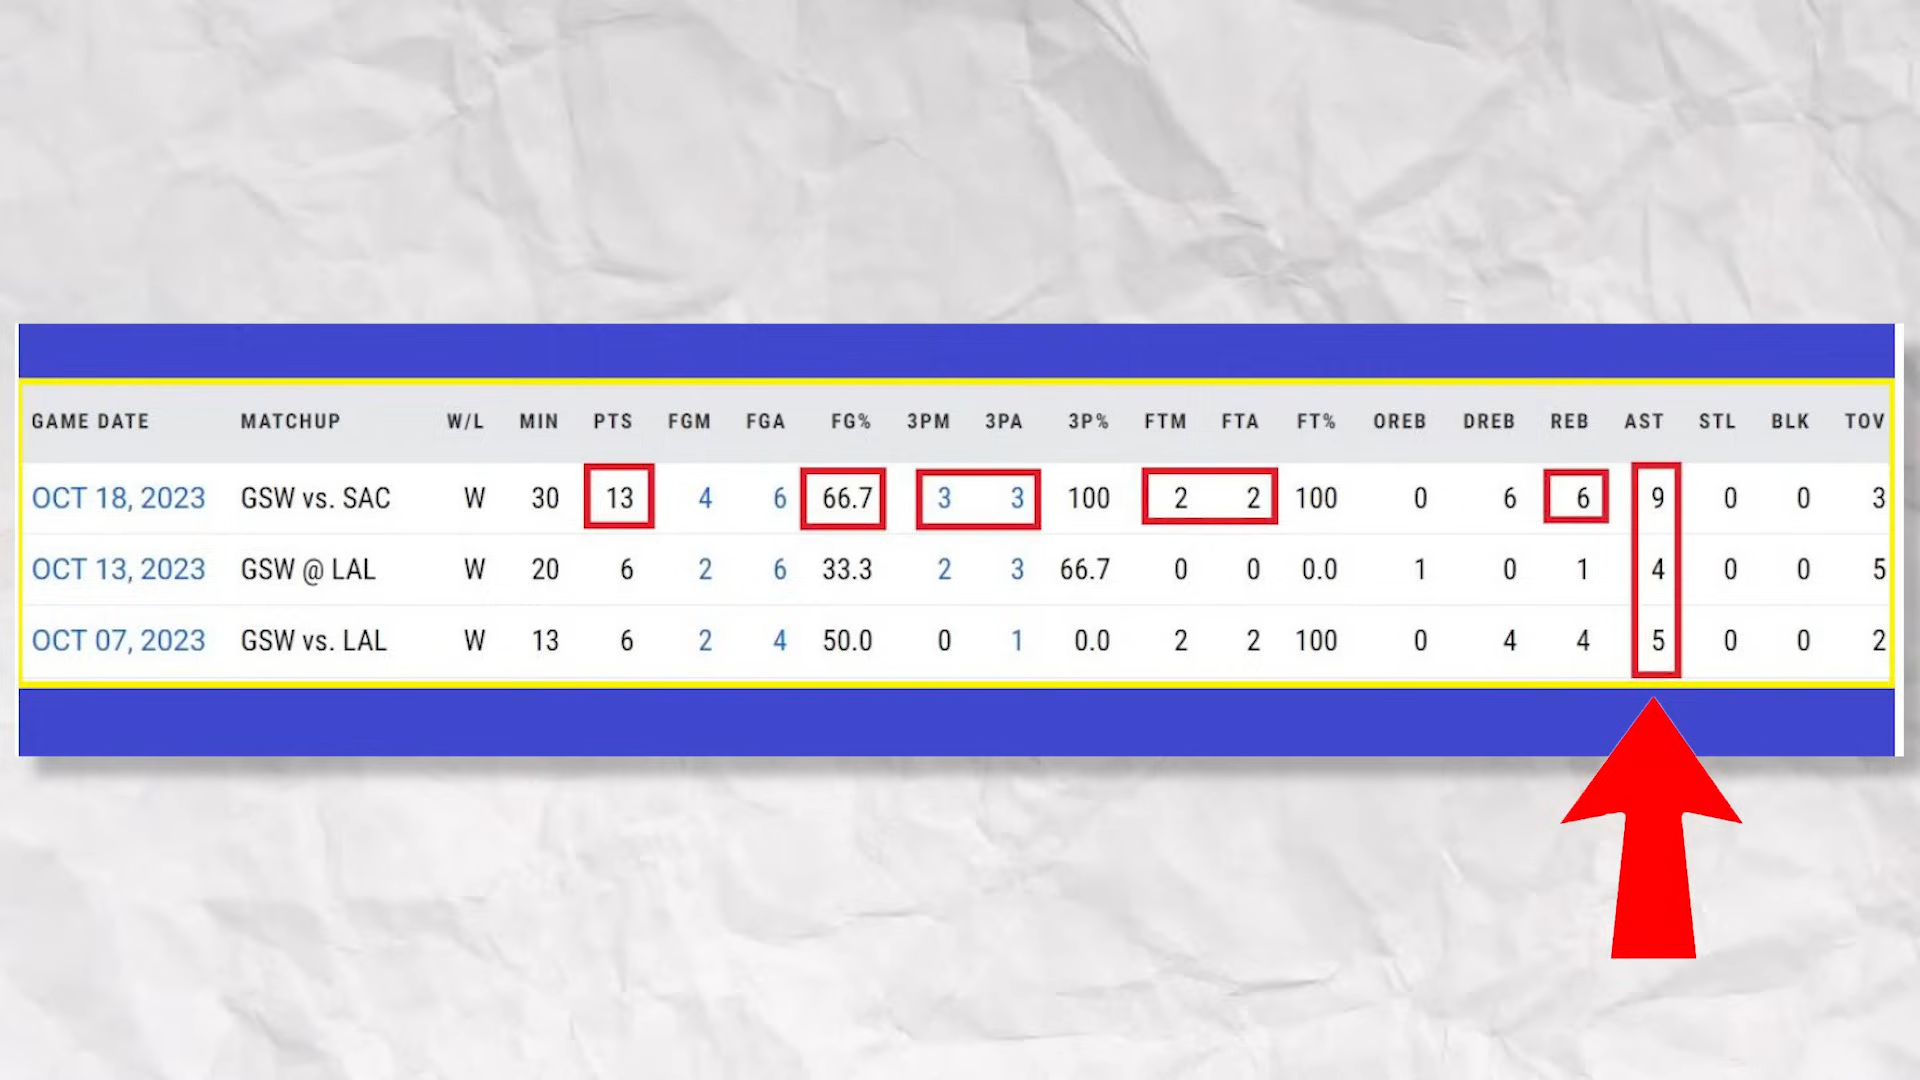 GAME DATE MATCHUP W/L MIN PTS FGM FGA FG% 3PM 3PA 3P% FTM FTA FT% OREB DREB REB AST STL BLK TOV
OCT 18, 2023 GSW vs. SAC W 30 13 4 6 66.7 3 3 100 2 2 100 0 6 6 9 0 0 3
OCT 13, 2023 GSW @ LAL W 20 6 2 6 33.3 2 3 66.7 0 0 0.0 1 0 1 4 0 0 5
OCT 07, 2023 GSW vs. LAL W 13 6 2 4 50.0 0 1 0.0 2 2 100 0 4 4 5 0 0 2